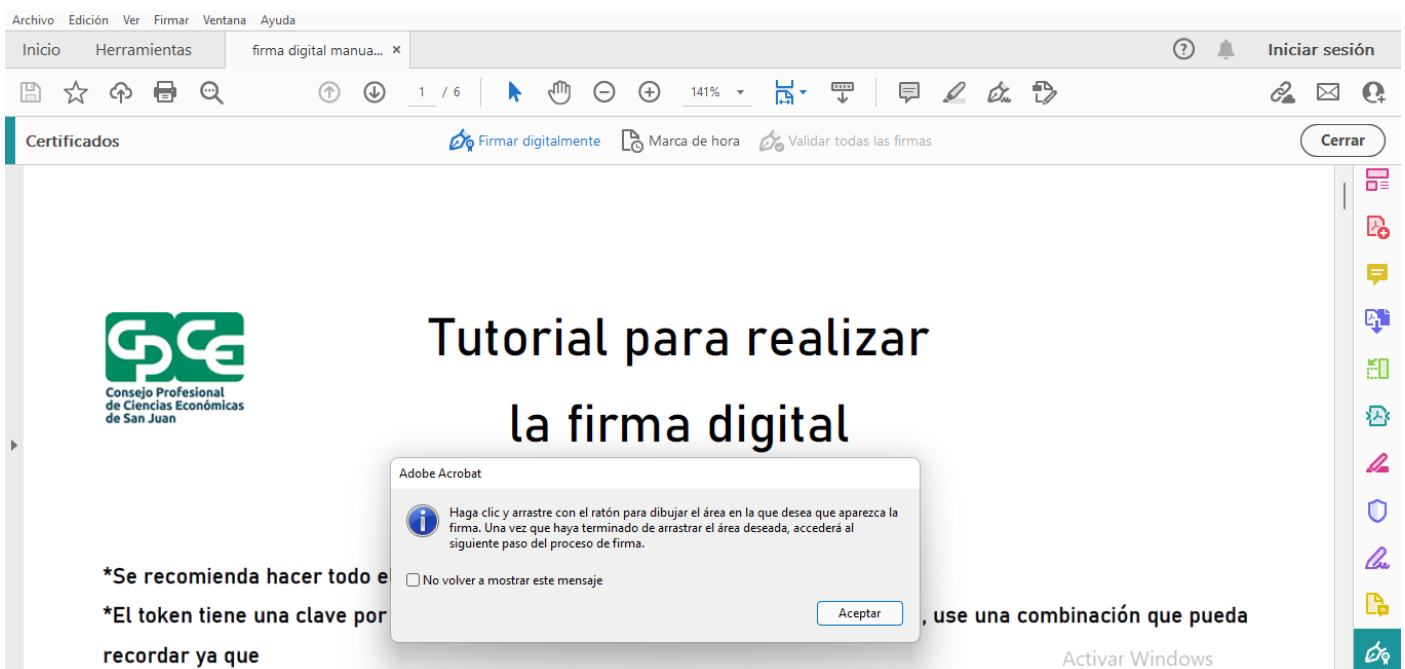 Archivo Edición Ver Firmar Ventana Ayuda
Inicio Herramientas firma digital manua... × ? Iniciar sesión
1 / 6 141%
Certificados Firmar digitalmente Marca de hora Validar todas las firmas Cerrar
CPCE
Consejo Profesional
de Ciencias Económicas
de San Juan
Tutorial para realizar
la firma digital
Adobe Acrobat
Haga clic y arrastre con el ratón para dibujar el área en la que desea que aparezca la
firma. Una vez que haya terminado de arrastrar el área deseada, accederá al
siguiente paso del proceso de firma.
No volver a mostrar este mensaje
Aceptar
*Se recomienda hacer todo
*El token tiene una clave por , use una combinación que pueda
recordar ya que
Activar Windows